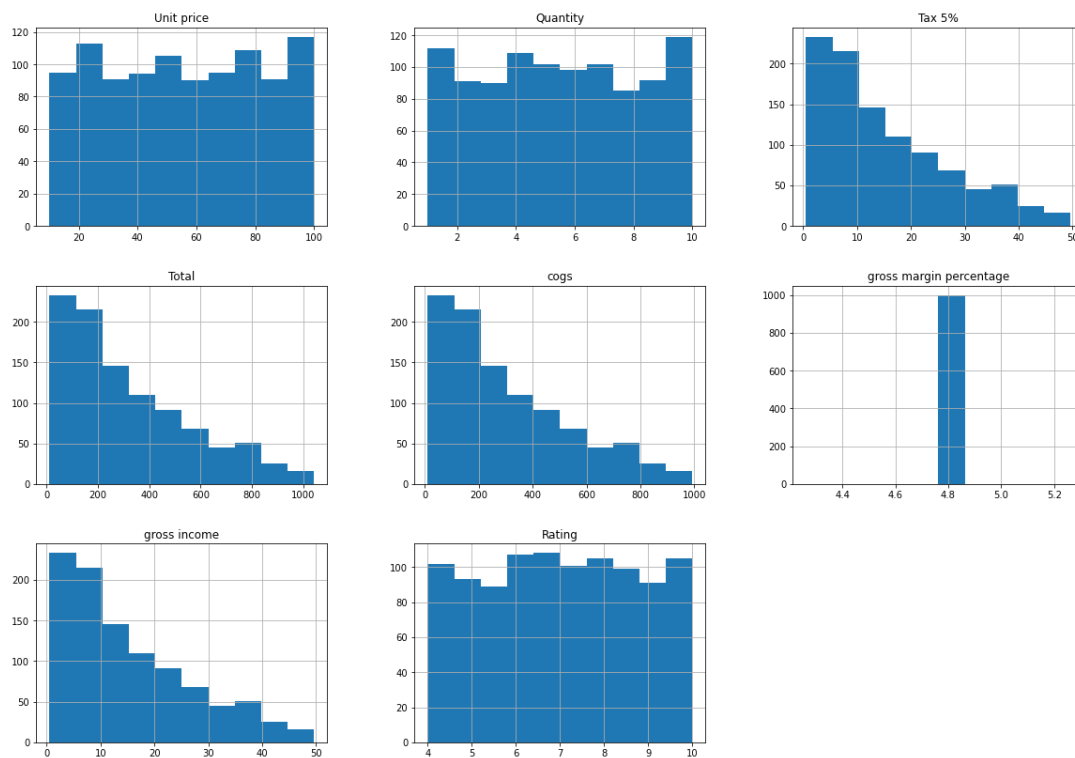 Unit price
120
100
80
60
40
20
0
20 40 60 80 100
Quantity
120
100
80
60
40
20
0
2 4 6 8 10
Tax 5%
200
150
100
50
0
0 10 20 30 40 50
Total
200
150
100
50
0
0 200 400 600 800 1000
cogs
200
150
100
50
0
0 200 400 600 800 1000
gross margin percentage
1000
800
600
400
200
0
4.4 4.6 4.8 5.0 5.2
gross income
200
150
100
50
0
0 10 20 30 40 50
Rating
100
80
60
40
20
0
4 5 6 7 8 9 10